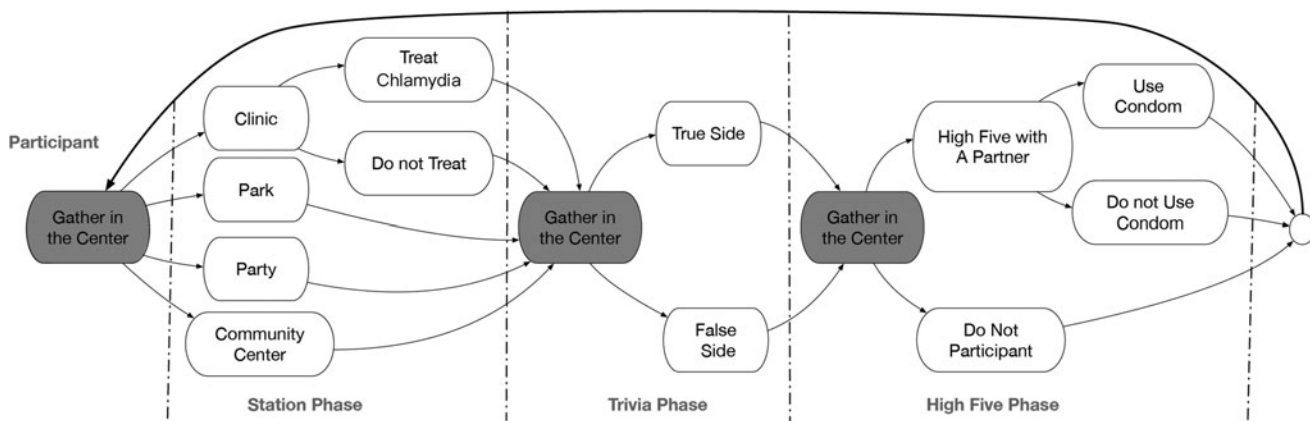 Participant
Gather in
the Center
Clinic
Treat
Chlamydia
Do not Treat
Park
Party
Community
Center
Station Phase
Gather in
the Center
True Side
False
Side
Trivia Phase
Gather in
the Center
High Five with
A Partner
Use
Condom
Do not Use
Condom
Do Not
Participant
High Five Phase